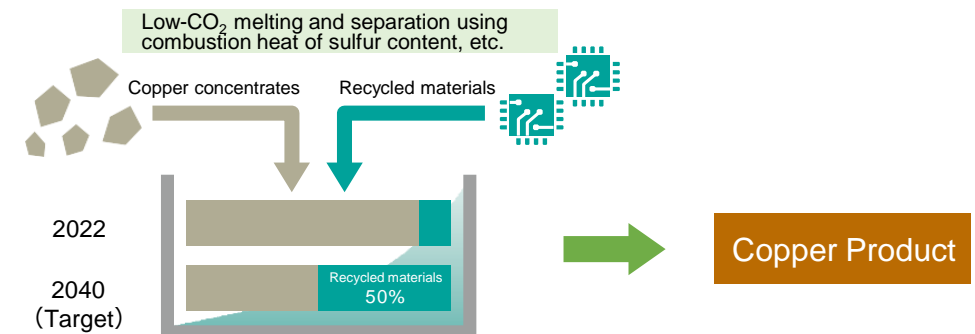 Low-CO₂ melting and separation using
combustion heat of sulfur content, etc.
Copper concentrates
Recycled materials
2022
2040
（Target）
Recycled materials
50%
Copper Product